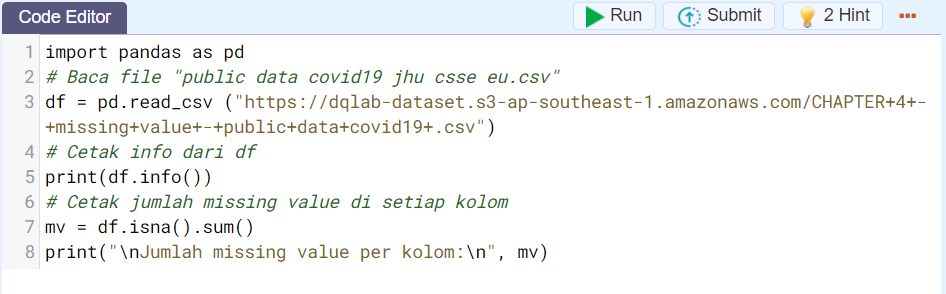 Code Editor
Run
Submit
2 Hint
1 import pandas as pd
2 # Baca file "public data covid19 jhu csse eu.csv"
3 df = pd.read_csv ("https://dqlab-dataset.s3-ap-southeast-1.amazonaws.com/CHAPTER+4+-
+missing+value+-+public+data+covid19+.csv")
4 # Cetak info dari df
5 print(df.info())
6 # Cetak jumlah missing value di setiap kolom
7 mv = df.isna().sum()
8 print("\nJumlah missing value per kolom:\n", mv)